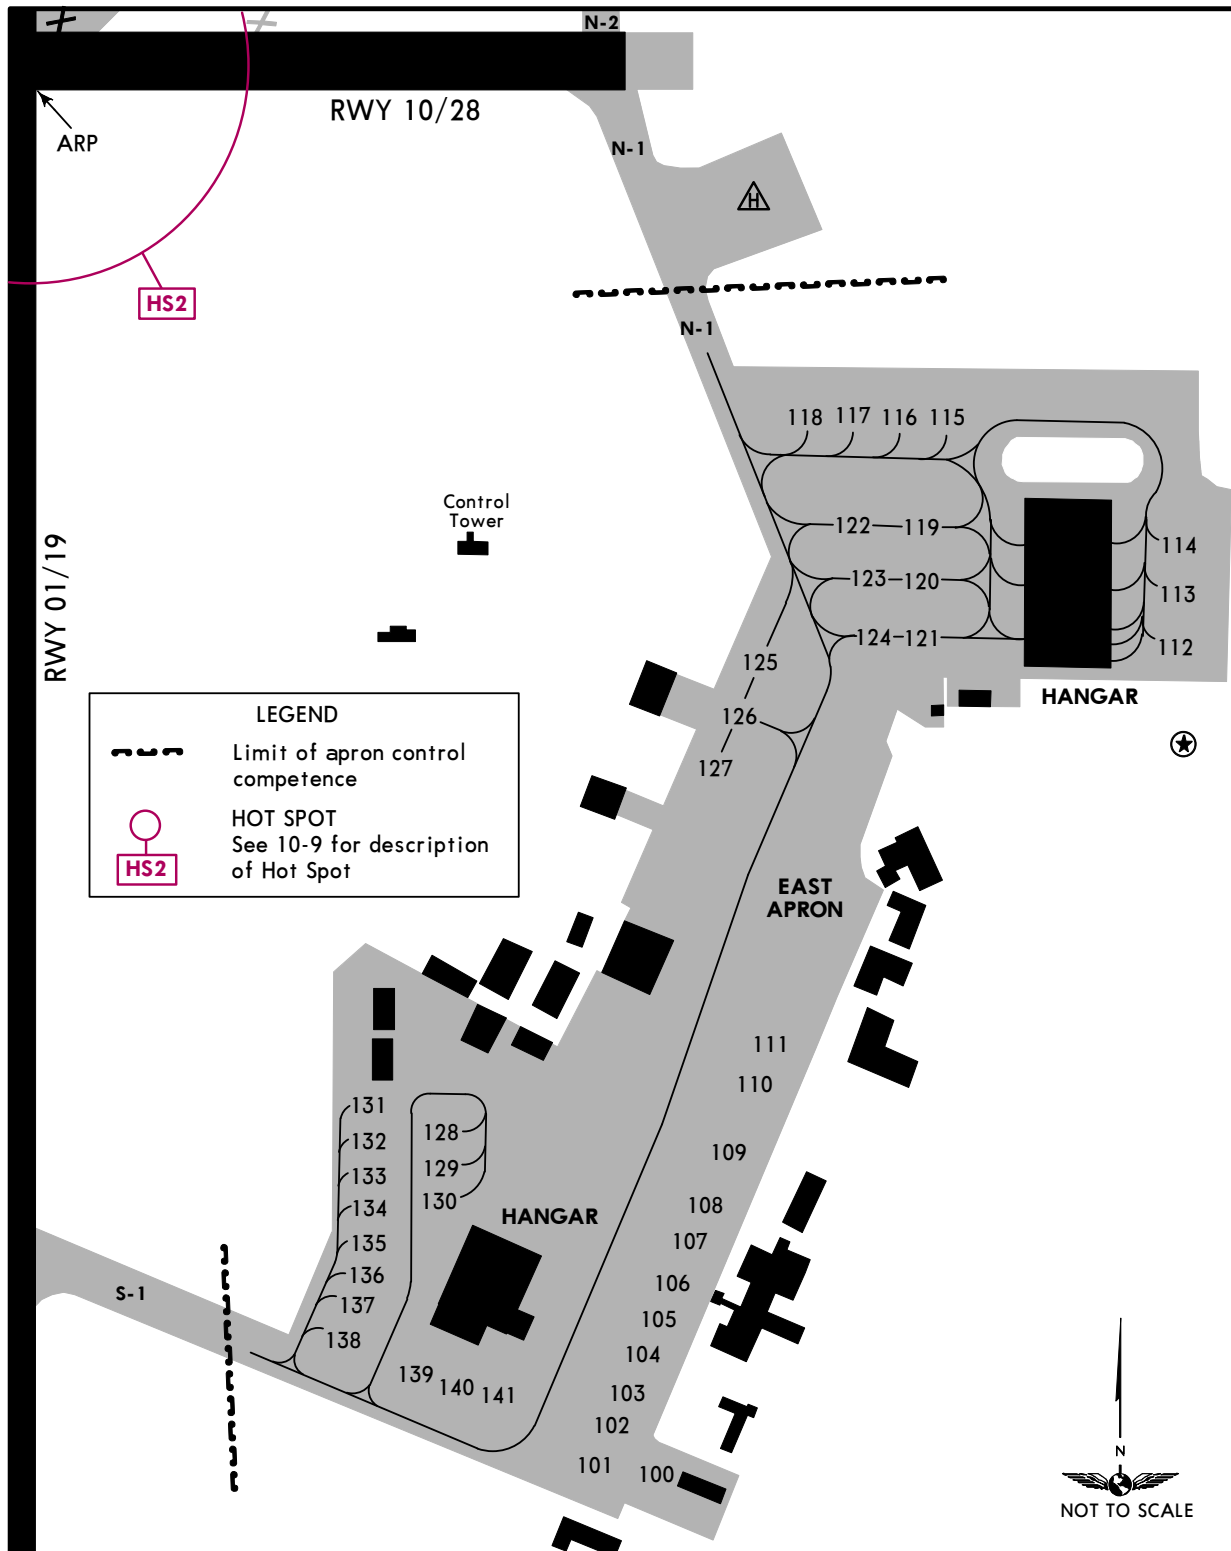 N-2
RWY 10/28
ARP
N-1
H
HS2
N-1
118 117 116 115
Control
Tower
122 119
114
RWY 01/19
123 120
113
124 121
112
125
HANGAR
LEGEND
126
Limit of apron control
competence
127
HOT SPOT
See 10-9 for description
of Hot Spot
HS2
EAST
APRON
111
110
131
128
132
109
129
133
130
108
134
HANGAR
107
135
136
106
S-1
137
105
138
104
139
140
141
103
102
101
100
N
NOT TO SCALE